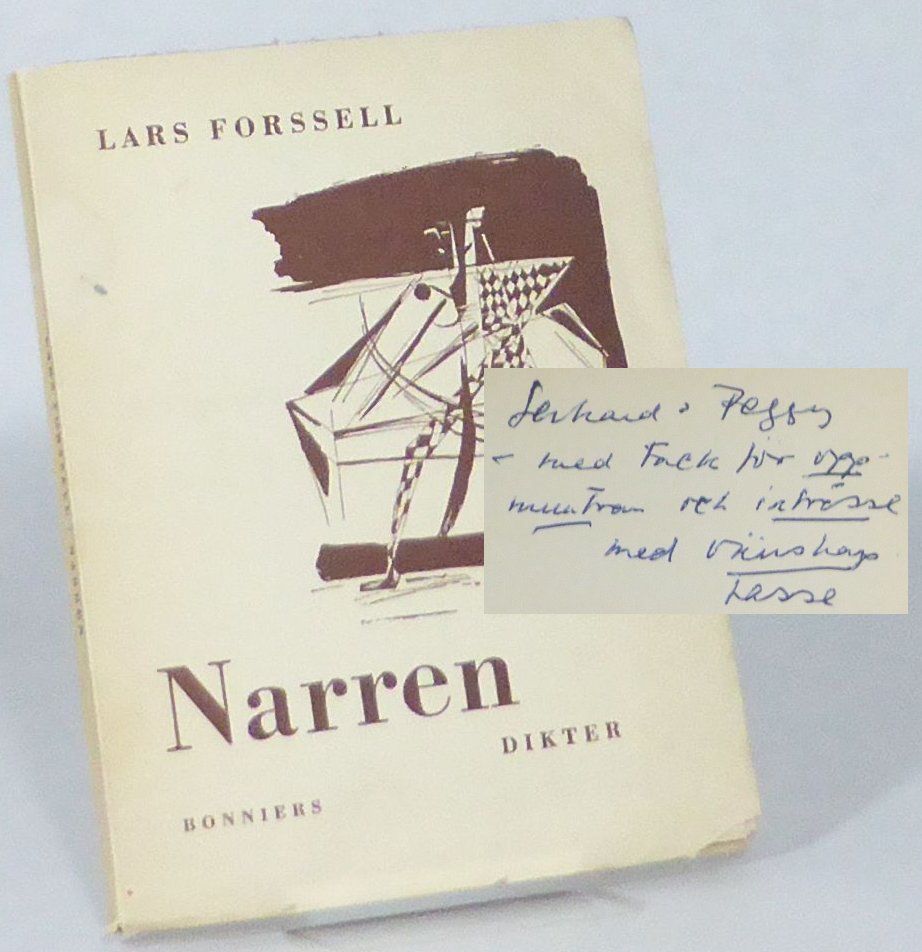 LARS FORSSELL
Narren
DIKTER
BONNIERS
Gerhard & Peggy
- med tack för upp-
muntran och intresse
med vänskap
Lasse